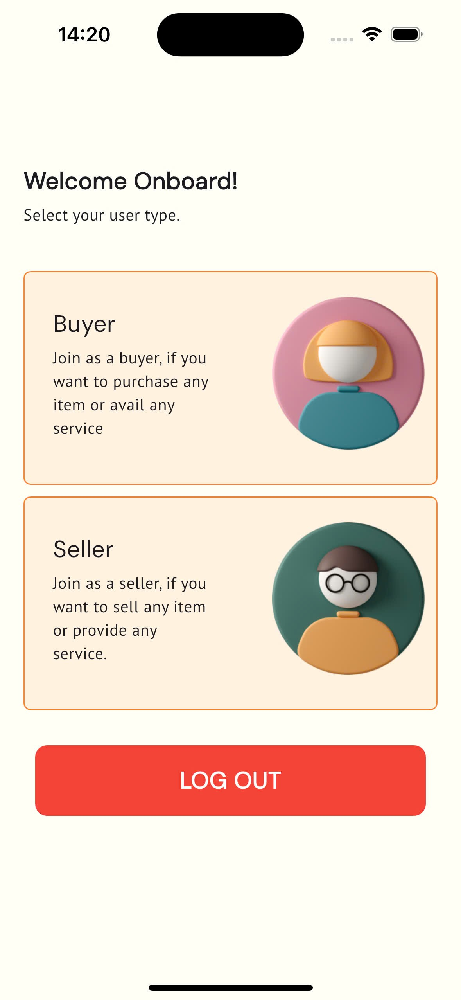 14:20
Welcome Onboard!
Select your user type.
Buyer
Join as a buyer, if you
want to purchase any
item or avail any
service
Seller
Join as a seller, if you
want to sell any item
or provide any
service.
LOG OUT